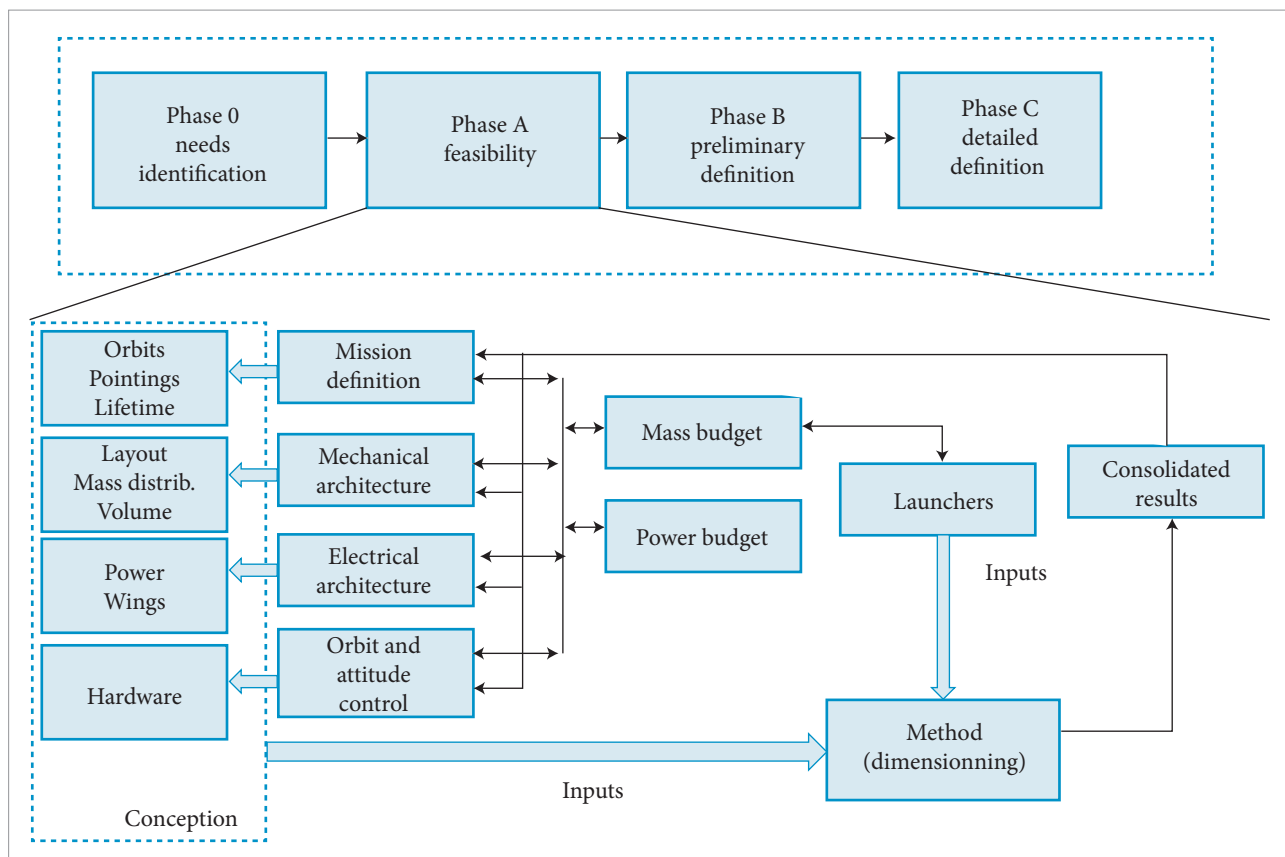 Phase 0
needs
identification
Phase A
feasibility
Phase B
preliminary
definition
Phase C
detailed
definition
Orbits
Pointings
Lifetime
Mission
definition
Mass budget
Layout
Mass distrib.
Volume
Mechanical
architecture
Launchers
Consolidated
results
Power budget
Power
Wings
Electrical
architecture
Inputs
Hardware
Orbit and
attitude
control
Method
(dimensionning)
Inputs
Conception